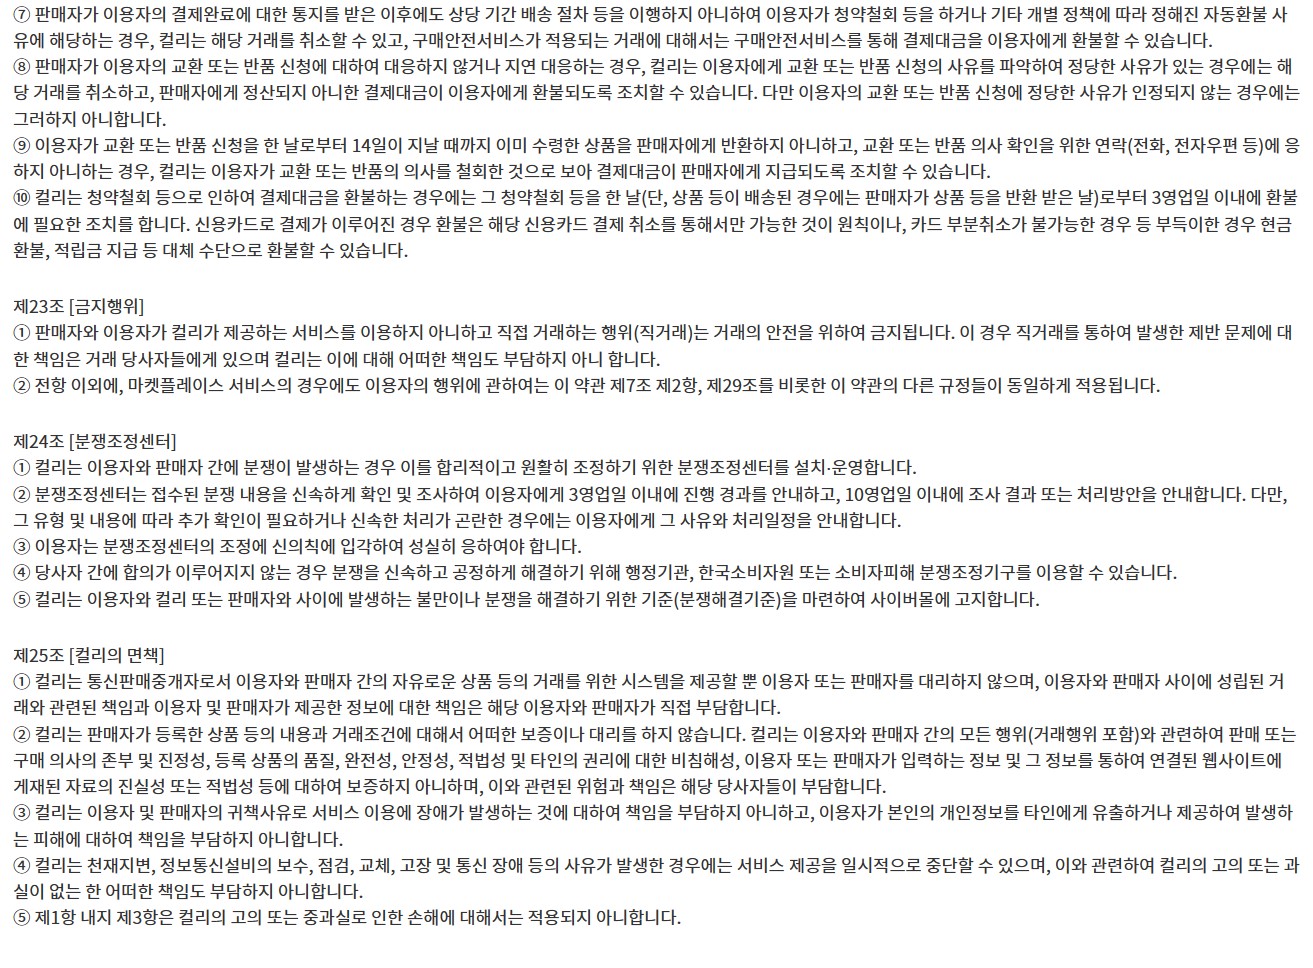 ⑦ 판매자가 이용자의 결제완료에 대한 통지를 받은 이후에도 상당 기간 배송 절차 등을 이행하지 아니하여 이용자가 청약철회 등을 하거나 기타 개별 정책에 따라 정해진 자동환불 사
유에 해당하는 경우, 컬리는 해당 거래를 취소할 수 있고, 구매안전서비스가 적용되는 거래에 대해서는 구매안전서비스를 통해 결제대금을 이용자에게 환불할 수 있습니다.
⑧ 판매자가 이용자의 교환 또는 반품 신청에 대하여 대응하지 않거나 지연 대응하는 경우, 컬리는 이용자에게 교환 또는 반품 신청의 사유를 파악하여 정당한 사유가 있는 경우에는 해
당 거래를 취소하고, 판매자에게 정산되지 아니한 결제대금이 이용자에게 환불되도록 조치할 수 있습니다. 다만 이용자의 교환 또는 반품 신청에 정당한 사유가 인정되지 않는 경우에는
그러하지 아니합니다.
⑨ 이용자가 교환 또는 반품 신청을 한 날로부터 14일이 지날 때까지 이미 수령한 상품을 판매자에게 반환하지 아니하고, 교환 또는 반품 의사 확인을 위한 연락(전화, 전자우편 등)에 응
하지 아니하는 경우, 컬리는 이용자가 교환 또는 반품의 의사를 철회한 것으로 보아 결제대금이 판매자에게 지급되도록 조치할 수 있습니다.
⑩ 컬리는 청약철회 등으로 인하여 결제대금을 환불하는 경우에는 그 청약철회 등을 한 날(단, 상품 등이 배송된 경우에는 판매자가 상품 등을 반환 받은 날)로부터 3영업일 이내에 환불
에 필요한 조치를 합니다. 신용카드로 결제가 이루어진 경우 환불은 해당 신용카드 결제 취소를 통해서만 가능한 것이 원칙이나, 카드 부분취소가 불가능한 경우 등 부득이한 경우 현금
환불, 적립금 지급 등 대체 수단으로 환불할 수 있습니다.
제23조 [금지행위]
① 판매자와 이용자가 컬리가 제공하는 서비스를 이용하지 아니하고 직접 거래하는 행위(직거래)는 거래의 안전을 위하여 금지됩니다. 이 경우 직거래를 통하여 발생한 제반 문제에 대
한 책임은 거래 당사자들에게 있으며 컬리는 이에 대해 어떠한 책임도 부담하지 아니 합니다.
② 전항 이외에, 마켓플레이스 서비스의 경우에도 이용자의 행위에 관하여는 이 약관 제7조 제2항, 제29조를 비롯한 이 약관의 다른 규정들이 동일하게 적용됩니다.
제24조 [분쟁조정센터]
① 컬리는 이용자와 판매자 간에 분쟁이 발생하는 경우 이를 합리적이고 원활히 조정하기 위한 분쟁조정센터를 설치·운영합니다.
② 분쟁조정센터는 접수된 분쟁 내용을 신속하게 확인 및 조사하여 이용자에게 3영업일 이내에 진행 경과를 안내하고, 10영업일 이내에 조사 결과 또는 처리방안을 안내합니다. 다만,
그 유형 및 내용에 따라 추가 확인이 필요하거나 신속한 처리가 곤란한 경우에는 이용자에게 그 사유와 처리일정을 안내합니다.
③ 이용자는 분쟁조정센터의 조정에 신의칙에 입각하여 성실히 응하여야 합니다.
④ 당사자 간에 합의가 이루어지지 않는 경우 분쟁을 신속하고 공정하게 해결하기 위해 행정기관, 한국소비자원 또는 소비자피해 분쟁조정기구를 이용할 수 있습니다.
⑤ 컬리는 이용자와 컬리 또는 판매자와 사이에 발생하는 불만이나 분쟁을 해결하기 위한 기준(분쟁해결기준)을 마련하여 사이버몰에 고지합니다.
제25조 [컬리의 면책]
① 컬리는 통신판매중개자로서 이용자와 판매자 간의 자유로운 상품 등의 거래를 위한 시스템을 제공할 뿐 이용자 또는 판매자를 대리하지 않으며, 이용자와 판매자 사이에 성립된 거
래와 관련된 책임과 이용자 및 판매자가 제공한 정보에 대한 책임은 해당 이용자와 판매자가 직접 부담합니다.
② 컬리는 판매자가 등록한 상품 등의 내용과 거래조건에 대해서 어떠한 보증이나 대리를 하지 않습니다. 컬리는 이용자와 판매자 간의 모든 행위(거래행위 포함)와 관련하여 판매 또는
구매 의사의 존부 및 진정성, 등록 상품의 품질, 완전성, 안정성, 적법성 및 타인의 권리에 대한 비침해성, 이용자 또는 판매자가 입력하는 정보 및 그 정보를 통하여 연결된 웹사이트에
게재된 자료의 진실성 또는 적법성 등에 대하여 보증하지 아니하며, 이와 관련된 위험과 책임은 해당 당사자들이 부담합니다.
③ 컬리는 이용자 및 판매자의 귀책사유로 서비스 이용에 장애가 발생하는 것에 대하여 책임을 부담하지 아니하고, 이용자가 본인의 개인정보를 타인에게 유출하거나 제공하여 발생하
는 피해에 대하여 책임을 부담하지 아니합니다.
④ 컬리는 천재지변, 정보통신설비의 보수, 점검, 교체, 고장 및 통신 장애 등의 사유가 발생한 경우에는 서비스 제공을 일시적으로 중단할 수 있으며, 이와 관련하여 컬리의 고의 또는 과
실이 없는 한 어떠한 책임도 부담하지 아니합니다.
⑤ 제1항 내지 제3항은 컬리의 고의 또는 중과실로 인한 손해에 대해서는 적용되지 아니합니다.